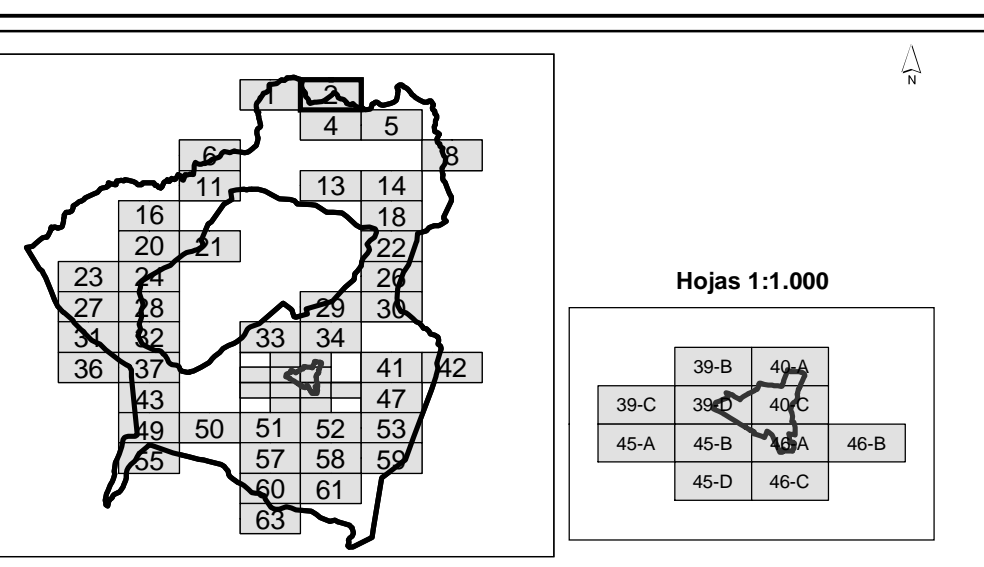 N
1 2
4 5
6 8
11 13 14
16 18
20 21 22
23 24 26
27 28 29 30
31 32 33 34
36 37 41 42
43 47
49 50 51 52 53
55 57 58 59
60 61
63
Hojas 1:1.000
39-B 40-A
39-C 39-D 40-C
45-A 45-B 46-A 46-B
45-D 46-C